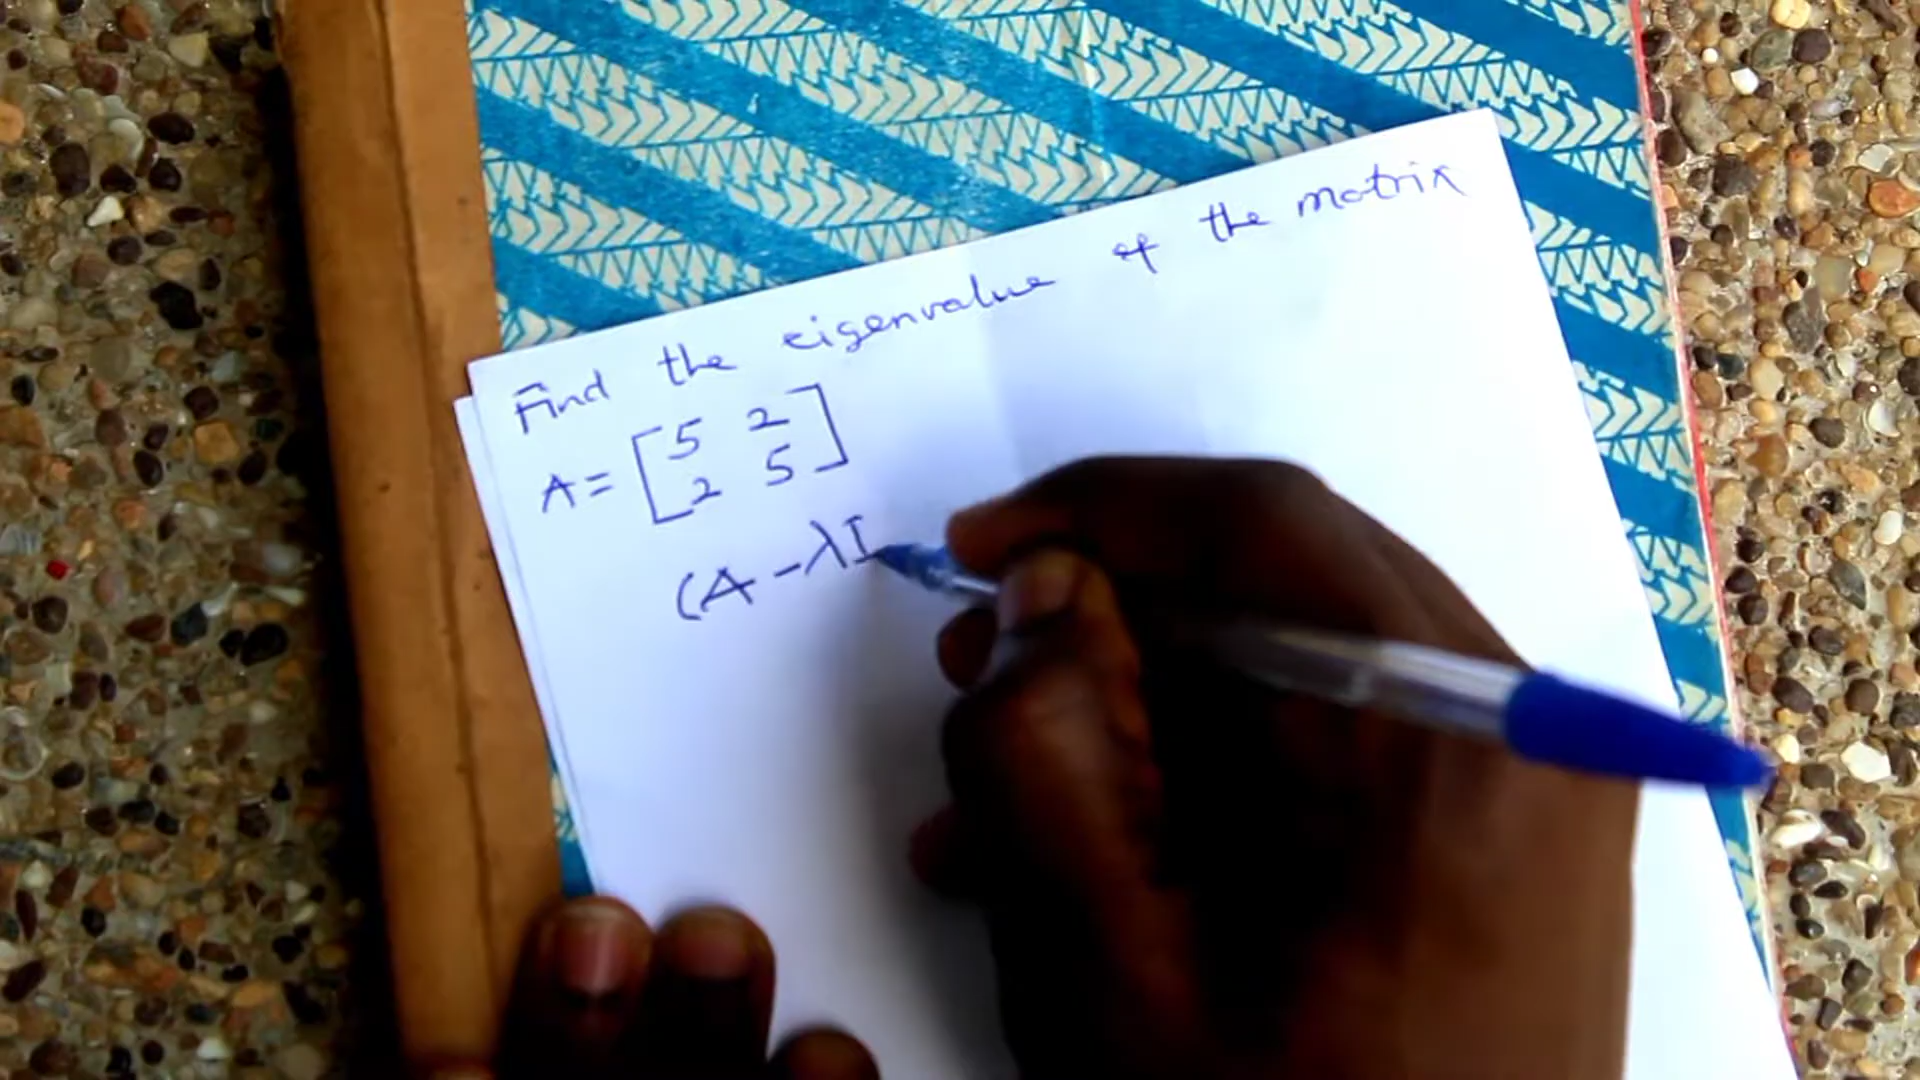 Find the eigenvalue of the matrix
A = [5 2
2 5]
(A - λI